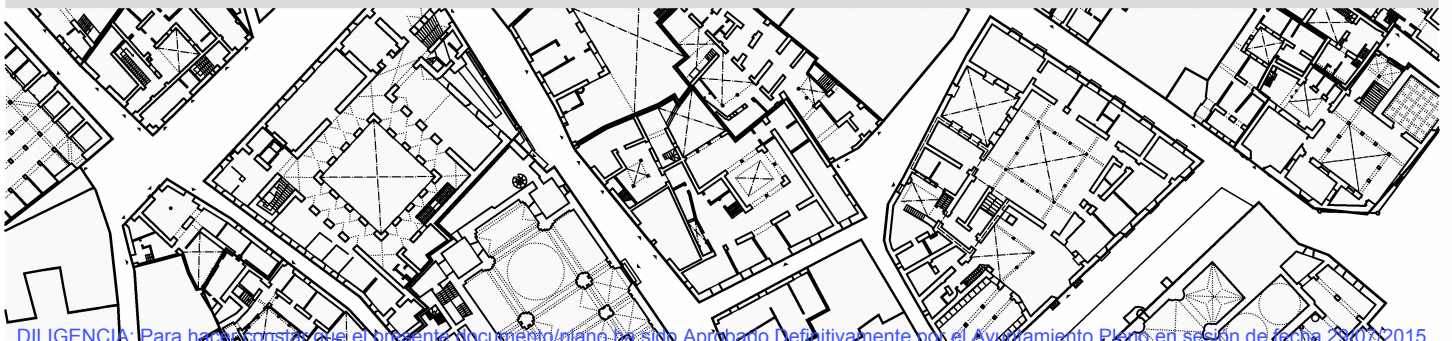 DILIGENCIA: Para hacer constar que el presente documento/plano ha sido Aprobado Definitivamente por el Ayuntamiento Pleno en sesión de fecha 29/07/2015